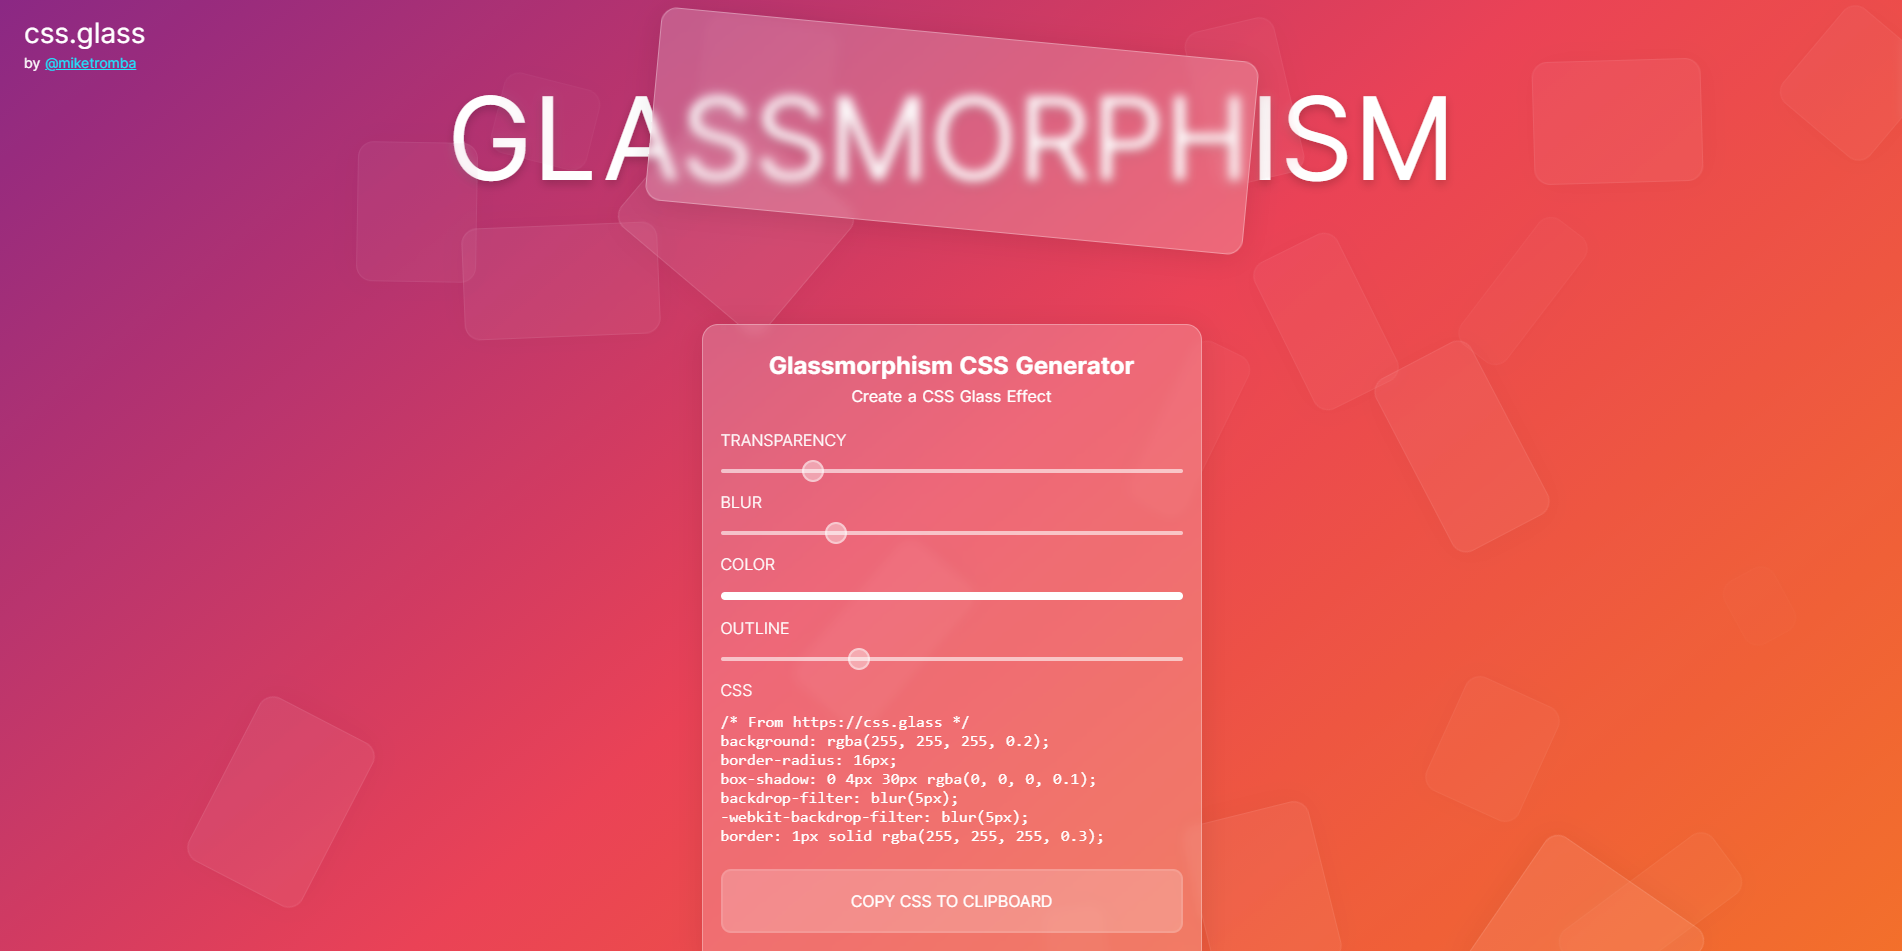 css.glass
by @miketromba
GLASSMORPHISM
Glassmorphism CSS Generator
Create a CSS Glass Effect
TRANSPARENCY
BLUR
COLOR
OUTLINE
CSS
/* From https://css.glass */
background: rgba(255, 255, 255, 0.2);
border-radius: 16px;
box-shadow: 0 4px 30px rgba(0, 0, 0, 0.1);
backdrop-filter: blur(5px);
-webkit-backdrop-filter: blur(5px);
border: 1px solid rgba(255, 255, 255, 0.3);
COPY CSS TO CLIPBOARD